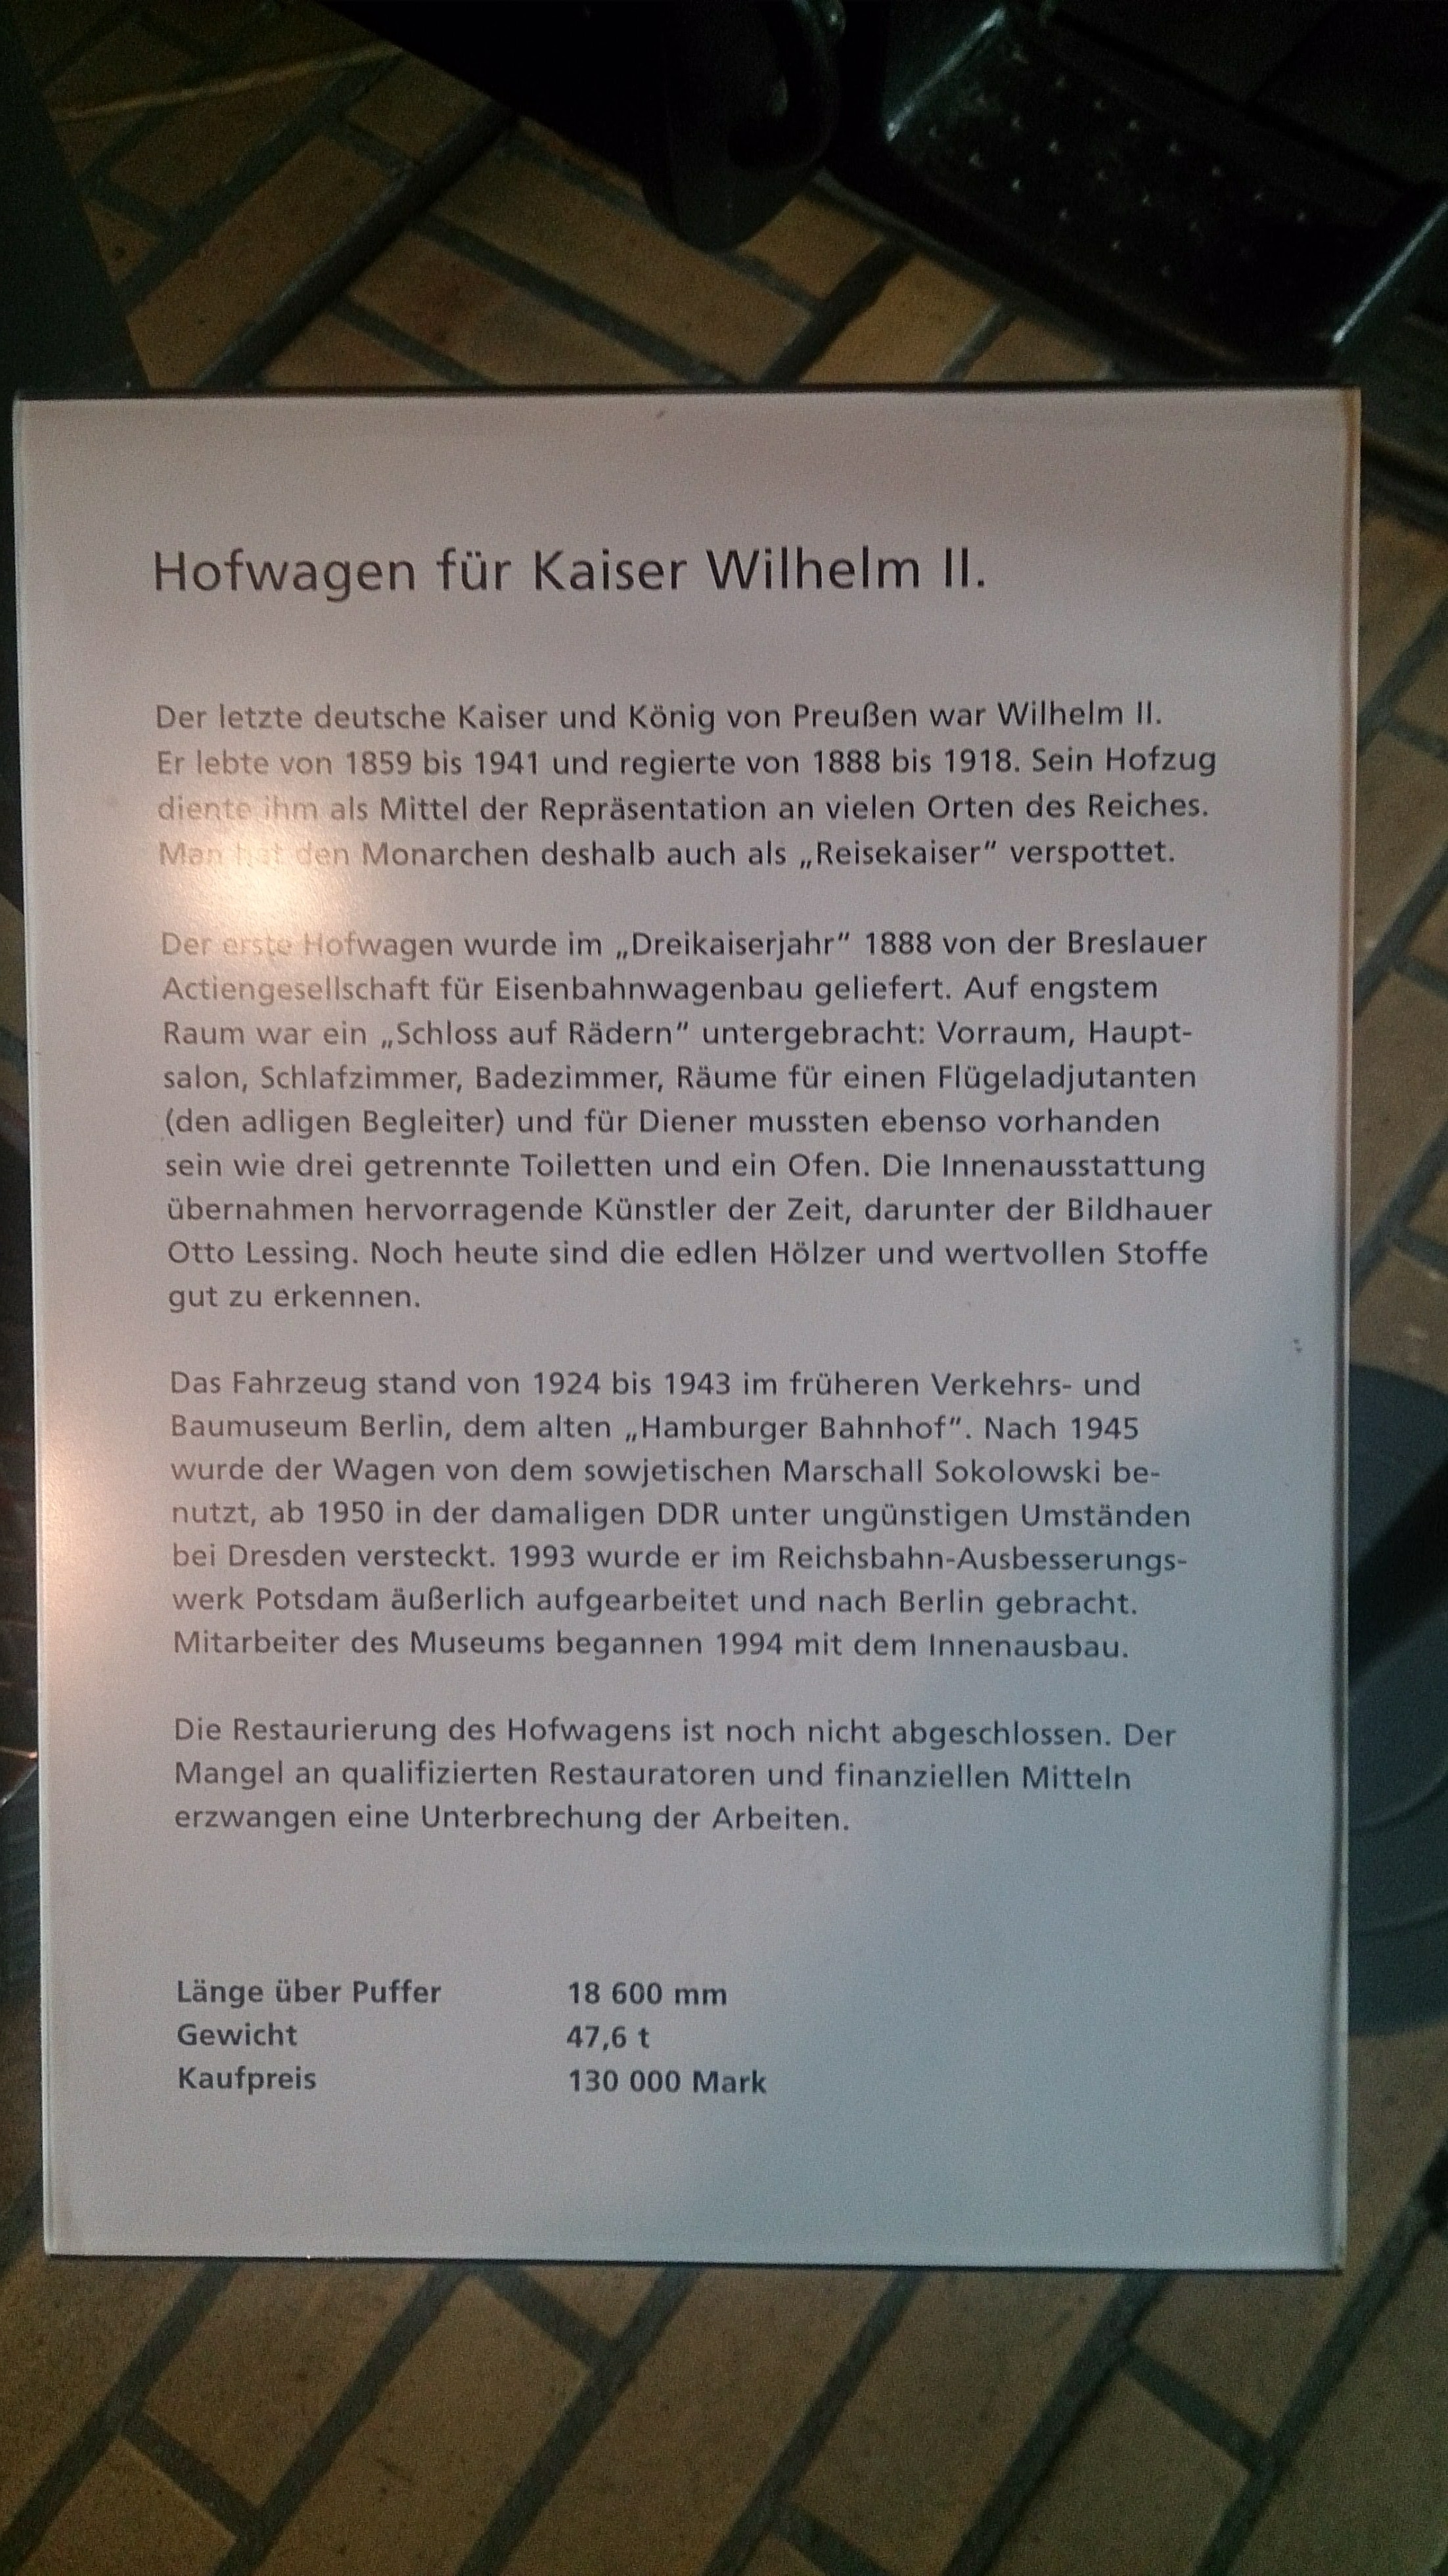 Hofwagen für Kaiser Wilhelm II.
Der letzte deutsche Kaiser und König von Preußen war Wilhelm II.
Er lebte von 1859 bis 1941 und regierte von 1888 bis 1918. Sein Hofzug
diente ihm als Mittel der Repräsentation an vielen Orten des Reiches.
Man hat den Monarchen deshalb auch als „Reisekaiser“ verspottet.
Der erste Hofwagen wurde im „Dreikaiserjahr“ 1888 von der Breslauer
Actiengesellschaft für Eisenbahnwagenbau geliefert. Auf engstem
Raum war ein „Schloss auf Rädern“ untergebracht: Vorraum, Haupt-
salon, Schlafzimmer, Badezimmer, Räume für einen Flügeladjutanten
(den adligen Begleiter) und für Diener mussten ebenso vorhanden
sein wie drei getrennte Toiletten und ein Ofen. Die Innenausstattung
übernahmen hervorragende Künstler der Zeit, darunter der Bildhauer
Otto Lessing. Noch heute sind die edlen Hölzer und wertvollen Stoffe
gut zu erkennen.
Das Fahrzeug stand von 1924 bis 1943 im früheren Verkehrs- und
Baumuseum Berlin, dem alten „Hamburger Bahnhof“. Nach 1945
wurde der Wagen von dem sowjetischen Marschall Sokolowski be-
nutzt, ab 1950 in der damaligen DDR unter ungünstigen Umständen
bei Dresden versteckt. 1993 wurde er im Reichsbahn-Ausbesserungs-
werk Potsdam äußerlich aufgearbeitet und nach Berlin gebracht.
Mitarbeiter des Museums begannen 1994 mit dem Innenausbau.
Die Restaurierung des Hofwagens ist noch nicht abgeschlossen. Der
Mangel an qualifizierten Restauratoren und finanziellen Mitteln
erzwangen eine Unterbrechung der Arbeiten.
Länge über Puffer 18 600 mm
Gewicht 47,6 t
Kaufpreis 130 000 Mark